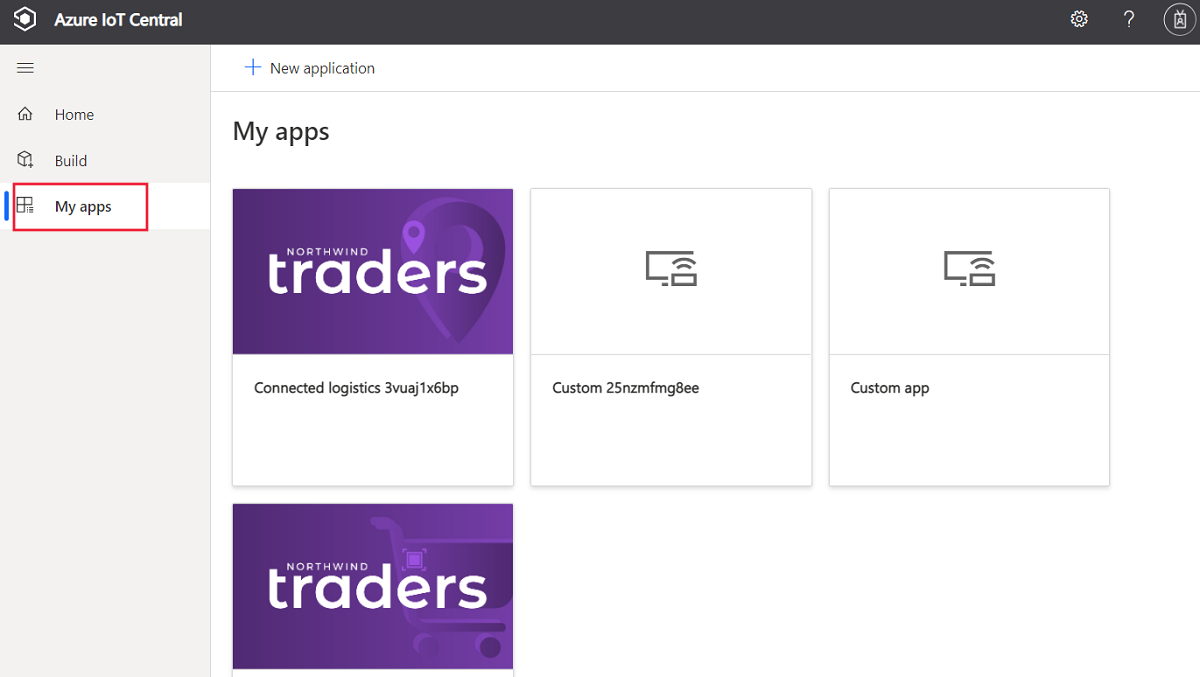 Azure IoT Central
?
New application
Home
Build
My apps
My apps
NORTHWIND
traders
Connected logistics 3vuaj1x6bp
Custom 25nzmfmg8ee
Custom app
NORTHWIND
traders